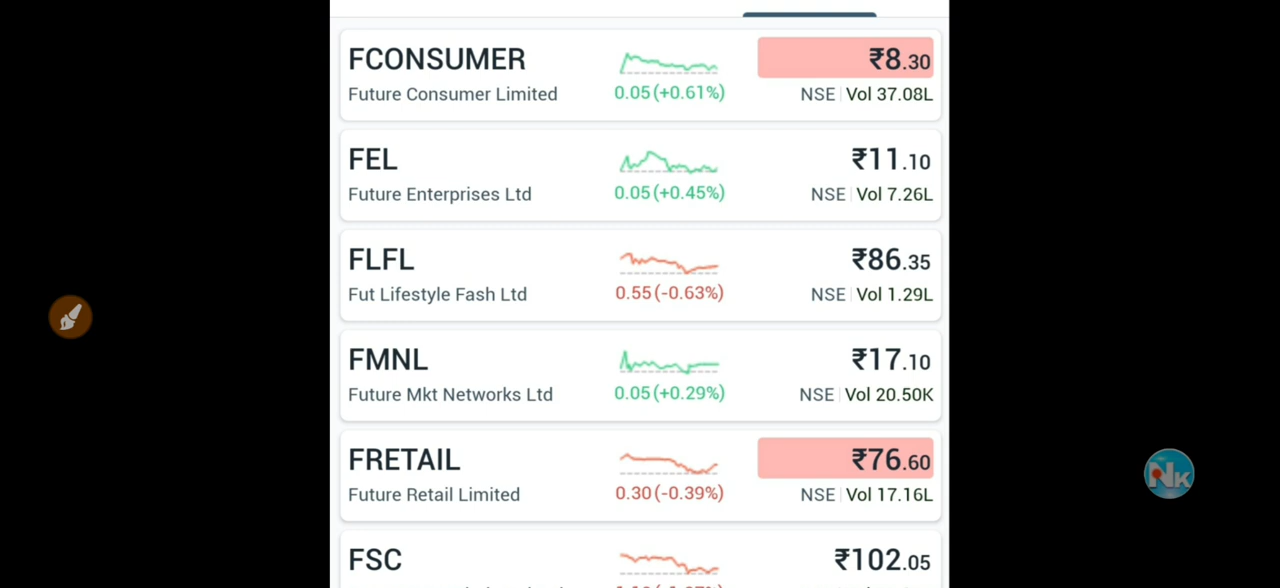 FCONSUMER
₹8.30
Future Consumer Limited
0.05 (+0.61%)
NSE | Vol 37.08L
FEL
₹11.10
Future Enterprises Ltd
0.05 (+0.45%)
NSE | Vol 7.26L
FLFL
₹86.35
Fut Lifestyle Fash Ltd
0.55 (-0.63%)
NSE | Vol 1.29L
FMNL
₹17.10
Future Mkt Networks Ltd
0.05 (+0.29%)
NSE | Vol 20.50K
FRETAIL
₹76.60
Future Retail Limited
0.30 (-0.39%)
NSE | Vol 17.16L
FSC
₹102.05
NK